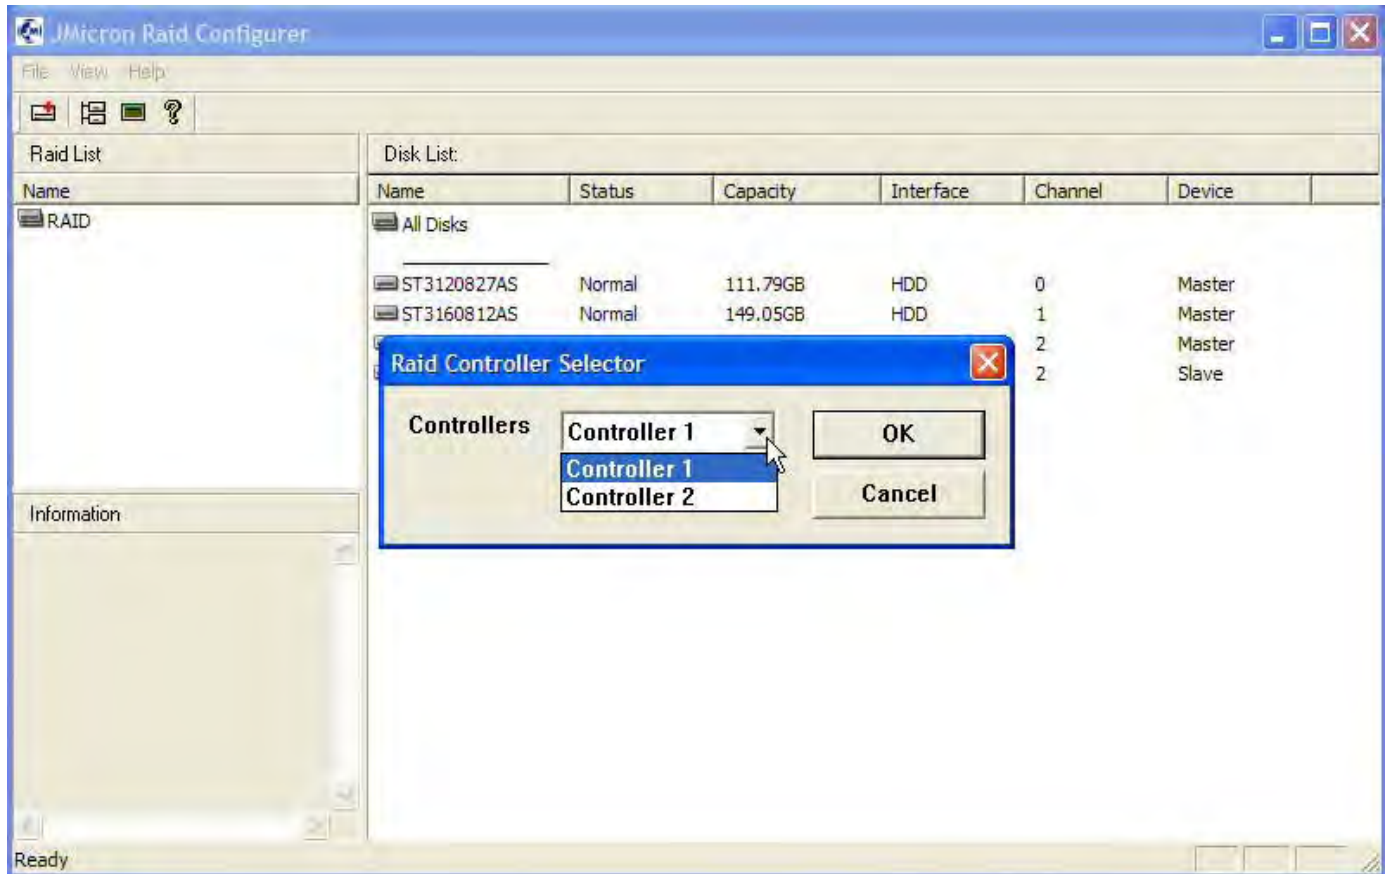 JMicron Raid Configurer
File View Help
Raid List
Disk List:
Name
Name Status Capacity Interface Channel Device
RAID
All Disks
ST3120827AS Normal 111.79GB HDD 0 Master
ST3160812AS Normal 149.05GB HDD 1 Master
2 Master
2 Slave
Raid Controller Selector
Controllers
Controller 1
OK
Controller 1
Controller 2
Cancel
Information
Ready